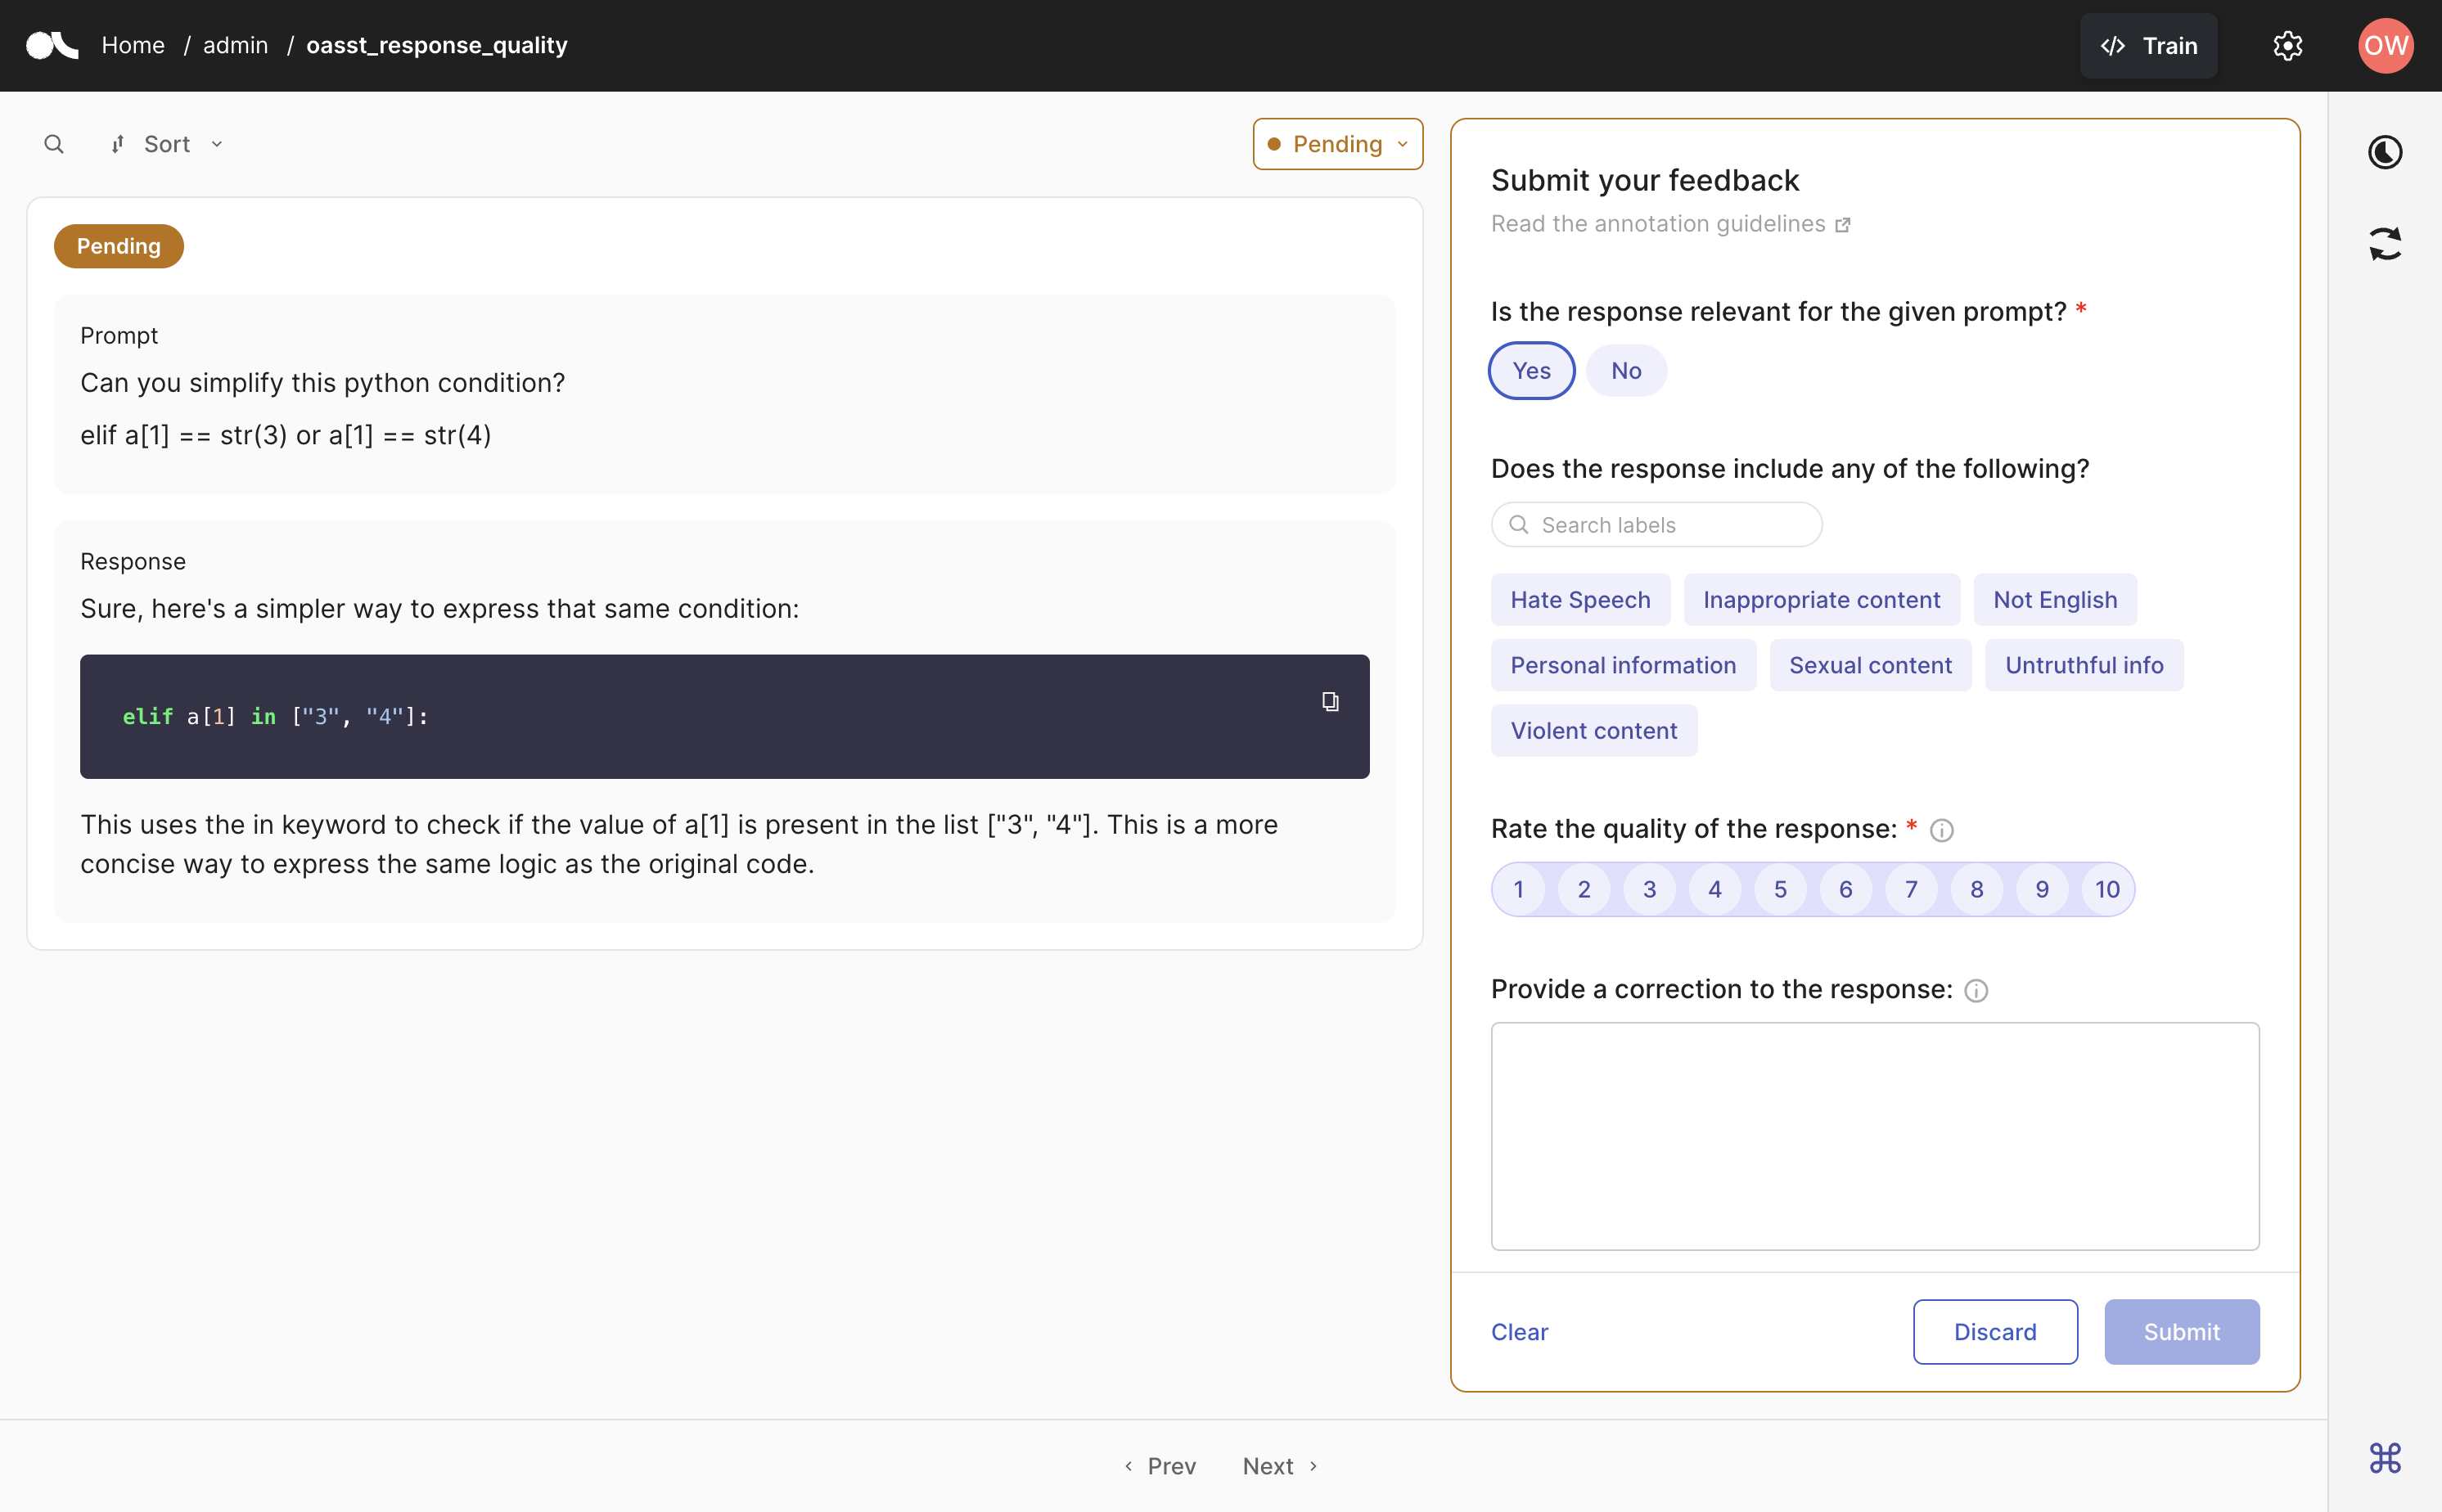 Home / admin / oasst_response_quality
</> Train
OW
Sort
Pending
Pending
Prompt
Can you simplify this python condition?
elif a[1] == str(3) or a[1] == str(4)
Response
Sure, here's a simpler way to express that same condition:
elif a[1] in ["3", "4"]:
This uses the in keyword to check if the value of a[1] is present in the list ["3", "4"]. This is a more
concise way to express the same logic as the original code.
Submit your feedback
Read the annotation guidelines
Is the response relevant for the given prompt? *
Yes No
Does the response include any of the following?
Search labels
Hate Speech Inappropriate content Not English
Personal information Sexual content Untruthful info
Violent content
Rate the quality of the response: *
1 2 3 4 5 6 7 8 9 10
Provide a correction to the response:
Clear Discard Submit
‹ Prev Next ›